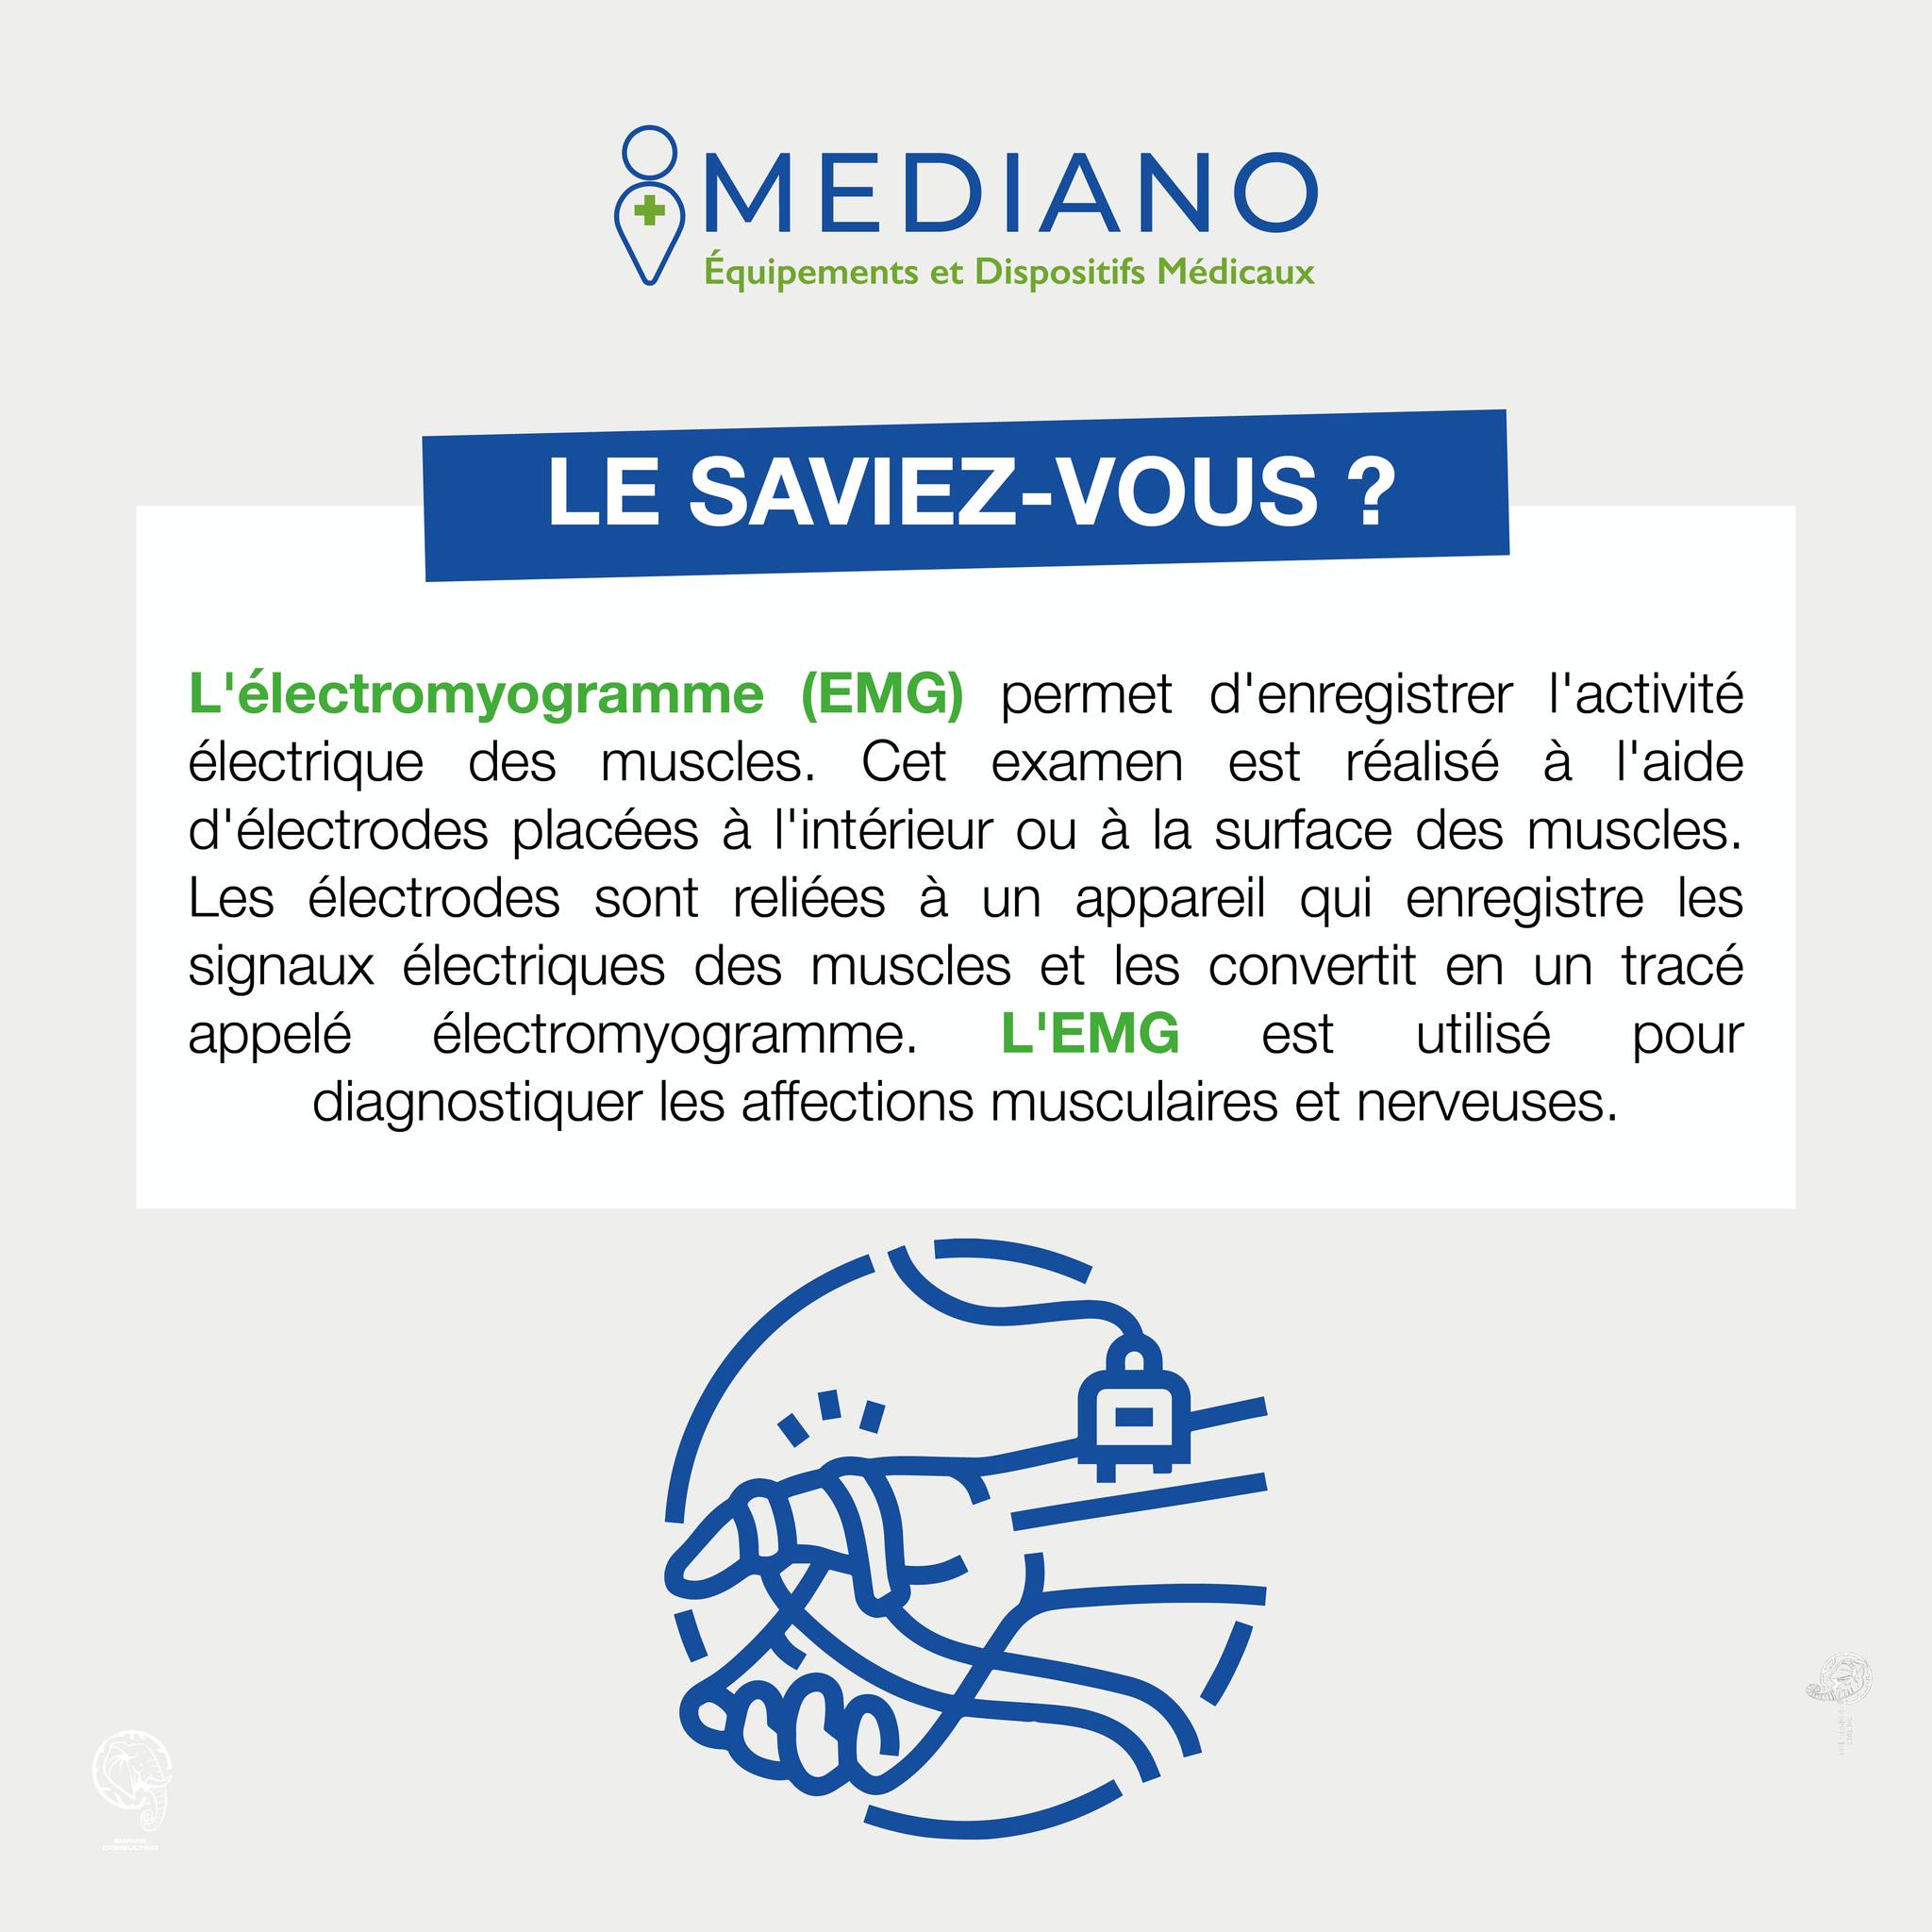 MEDIANO
Équipements et Dispositifs Médicaux
LE SAVIEZ-VOUS ?
L'électromyogramme (EMG) permet d'enregistrer l'activité
électrique des muscles. Cet examen est réalisé à l'aide
d'électrodes placées à l'intérieur ou à la surface des muscles.
Les électrodes sont reliées à un appareil qui enregistre les
signaux électriques des muscles et les convertit en un tracé
appelé électromyogramme. L'EMG est utilisé pour
diagnostiquer les affections musculaires et nerveuses.
CONSULTING